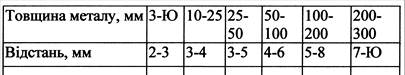 Товщина металу, мм 3-Ю 10-25 25-50 50-100 100-200 200-300
Відстань, мм 2-3 3-4 3-5 4-6 5-8 7-Ю